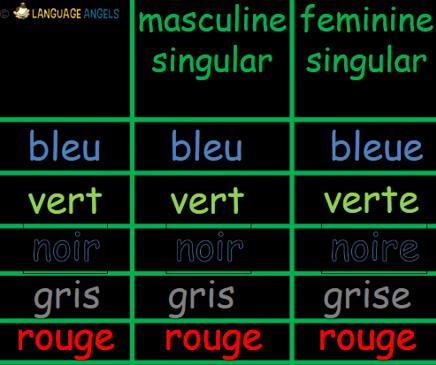 © LANGUAGE ANGELS
masculine singular
feminine singular
bleu bleu bleue
vert vert verte
noir noir noire
gris gris grise
rouge rouge rouge